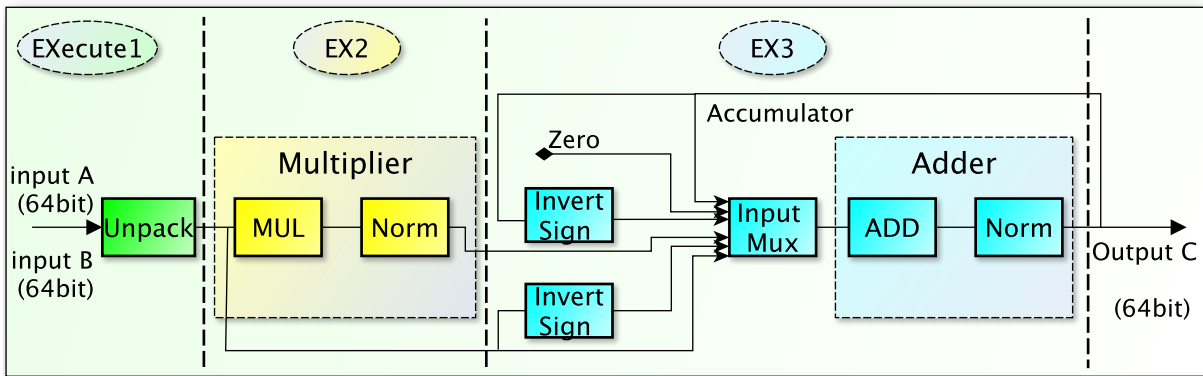 EXecute1
EX2
EX3
Accumulator
Zero
Multiplier
Adder
input A
(64bit)
Unpack
MUL
Norm
Invert
Sign
Input
Mux
ADD
Norm
input B
(64bit)
Output C
(64bit)
Invert
Sign